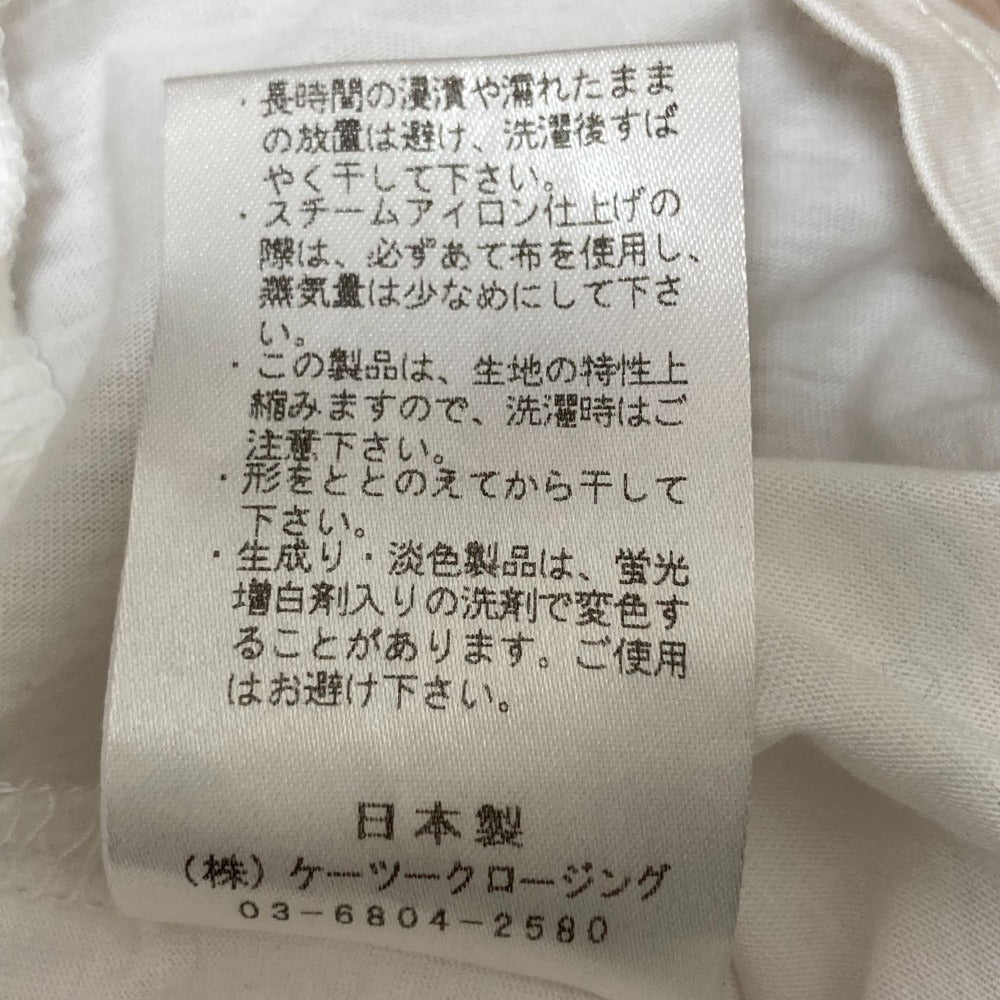 ・長時間の浸漬や濡れたまま
の放置は避け、洗濯後すば
やく干して下さい。
・スチームアイロン仕上げの
際は、必ずあて布を使用し、
蒸気量は少なめにして下さ
い。
・この製品は、生地の特性上
縮みますので、洗濯時はご
注意下さい。
・形をととのえてから干して
下さい。
・生成り・淡色製品は、蛍光
増白剤入りの洗剤で変色す
ることがあります。ご使用
はお避け下さい。
日本製
（株）ケーツークロージング
03-6804-2580